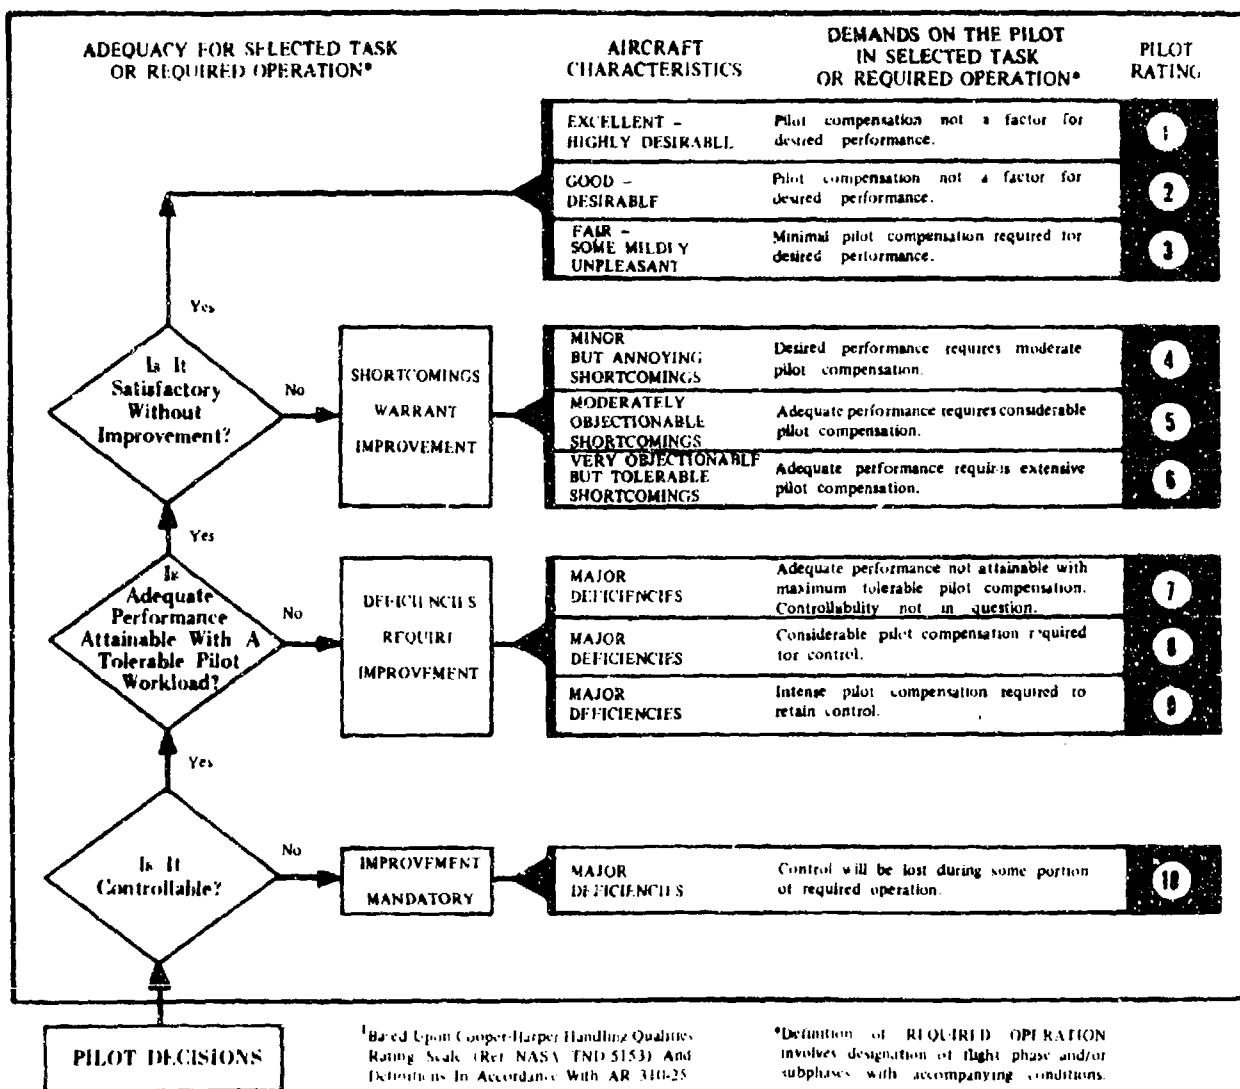 ADEQUACY FOR SELECTED TASK
OR REQUIRED OPERATION*
AIRCRAFT
CHARACTERISTICS
DEMANDS ON THE PILOT
IN SELECTED TASK
OR REQUIRED OPERATION*
PILOT
RATING
EXCELLENT –
HIGHLY DESIRABLE
Pilot compensation not a factor for
desired performance.
1
GOOD –
DESIRABLE
Pilot compensation not a factor for
desired performance.
2
FAIR –
SOME MILDLY
UNPLEASANT
Minimal pilot compensation required for
desired performance.
3
Yes
Is It
Satisfactory
Without
Improvement?
No
SHORTCOMINGS
WARRANT
IMPROVEMENT
MINOR
BUT ANNOYING
SHORTCOMINGS
Desired performance requires moderate
pilot compensation.
4
MODERATELY
OBJECTIONABLE
SHORTCOMINGS
Adequate performance requires considerable
pilot compensation.
5
VERY OBJECTIONABLE
BUT TOLERABLE
SHORTCOMINGS
Adequate performance requires extensive
pilot compensation.
6
Yes
Is
Adequate
Performance
Attainable With A
Tolerable Pilot
Workload?
No
DEFICIENCIES
REQUIRE
IMPROVEMENT
MAJOR
DEFICIENCIES
Adequate performance not attainable with
maximum tolerable pilot compensation.
Controllability not in question.
7
MAJOR
DEFICIENCIES
Considerable pilot compensation required
for control.
8
MAJOR
DEFICIENCIES
Intense pilot compensation required to
retain control.
9
Yes
Is It
Controllable?
No
IMPROVEMENT
MANDATORY
MAJOR
DEFICIENCIES
Control will be lost during some portion
of required operation.
10
PILOT DECISIONS
1Based Upon Cooper-Harper Handling Qualities
Rating Scale (Ref NASA TND 5153) And
Definitions In Accordance With AR 310-25
*Definition of REQUIRED OPERATION
involves designation of flight phase and/or
subphases with accompanying conditions.